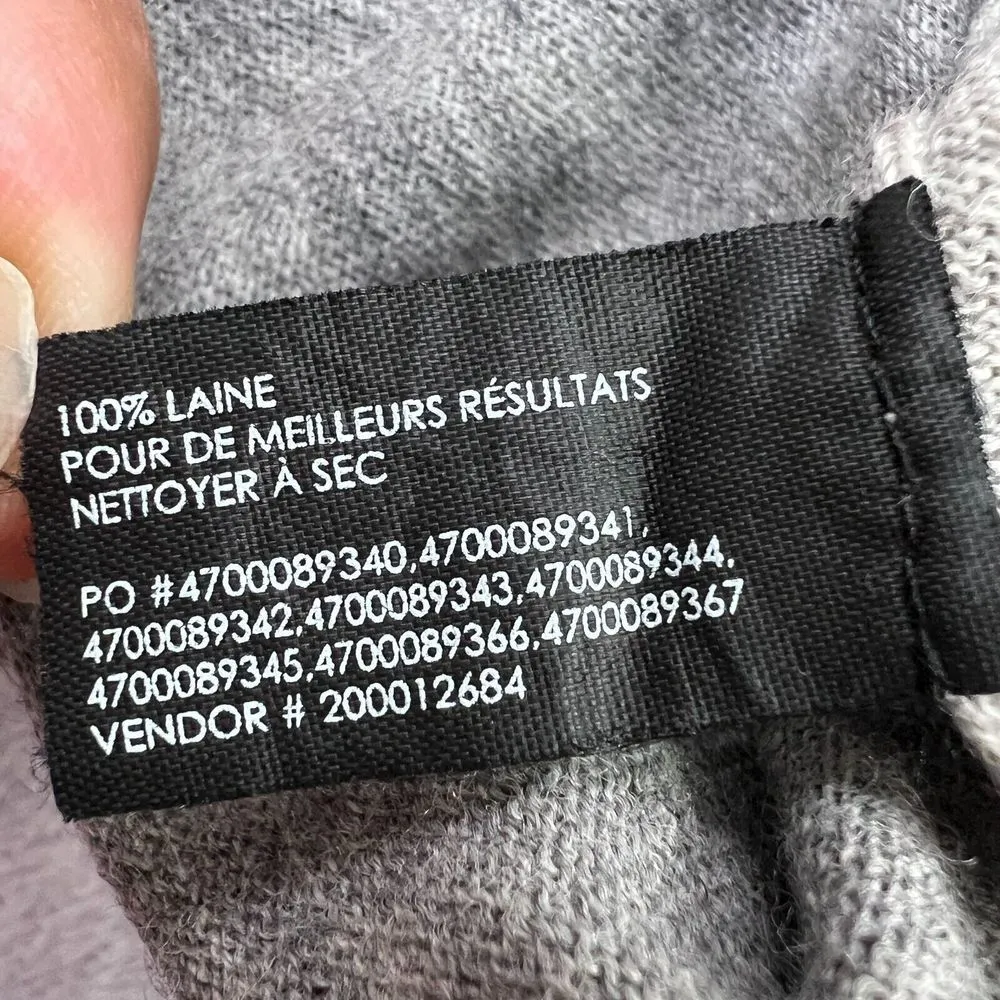 100% LAINE
POUR DE MEILLEURS RÉSULTATS
NETTOYER À SEC
PO #4700089340,4700089341,
4700089342,4700089343,4700089344,
4700089345,4700089366,4700089367
VENDOR # 200012684